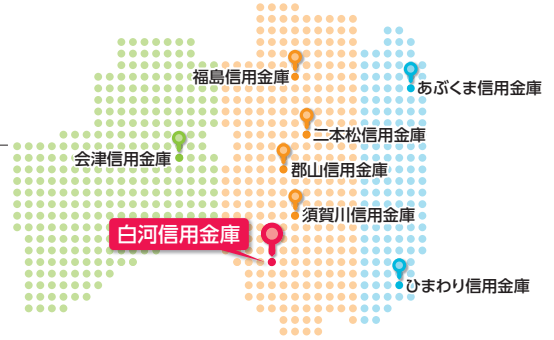 福島信用金庫
あぶくま信用金庫
二本松信用金庫
会津信用金庫
郡山信用金庫
須賀川信用金庫
白河信用金庫
ひまわり信用金庫